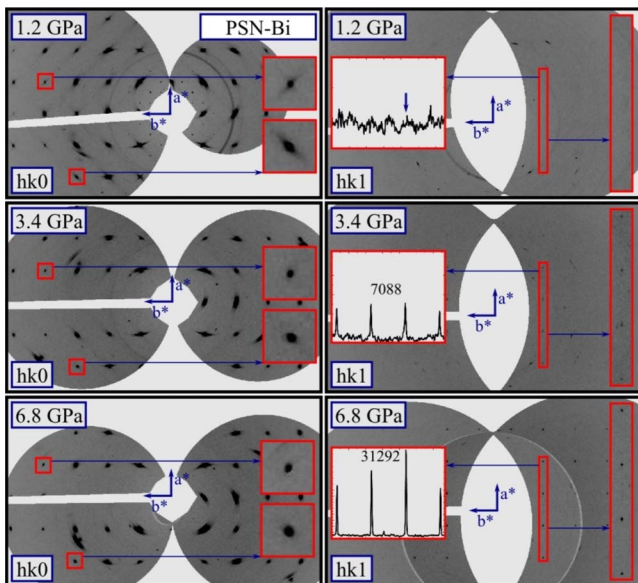 1.2 GPa
PSN-Bi
a*
b*
hk0
1.2 GPa
a*
b*
hk1
3.4 GPa
a*
b*
hk0
3.4 GPa
7088
a*
b*
hk1
6.8 GPa
a*
b*
hk0
6.8 GPa
31292
a*
b*
hk1